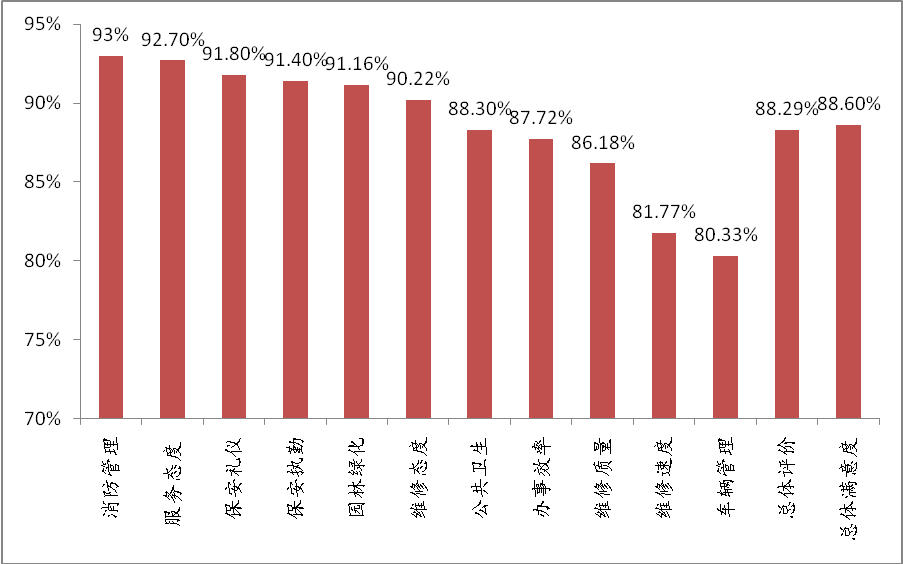 95%
90%
85%
80%
75%
70%
93%
92.70%
91.80%
91.40%
91.16%
90.22%
88.30%
87.72%
86.18%
81.77%
80.33%
88.29%
88.60%
消防管理
服务态度
保安礼仪
保安执勤
园林绿化
维修态度
公共卫生
办事效率
维修质量
维修速度
车辆管理
总体评价
总体满意度